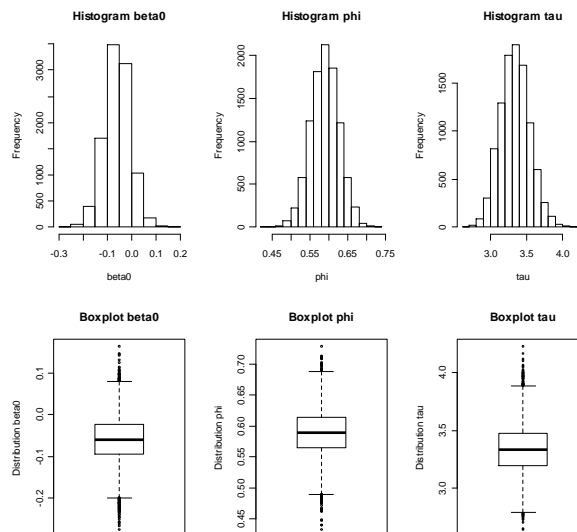 Histogram beta0
Frequency
0
1000
2000
3000
-0.3
-0.1
0.0
0.1
0.2
beta0
Histogram phi
Frequency
0
500
1000
1500
2000
0.45
0.55
0.65
0.75
phi
Histogram tau
Frequency
0
500
1000
1500
3.0
3.5
4.0
tau
Boxplot beta0
Distribution beta0
-0.2
-0.1
0.0
0.1
Boxplot phi
Distribution phi
0.45
0.50
0.55
0.60
0.65
0.70
Boxplot tau
Distribution tau
3.0
3.5
4.0